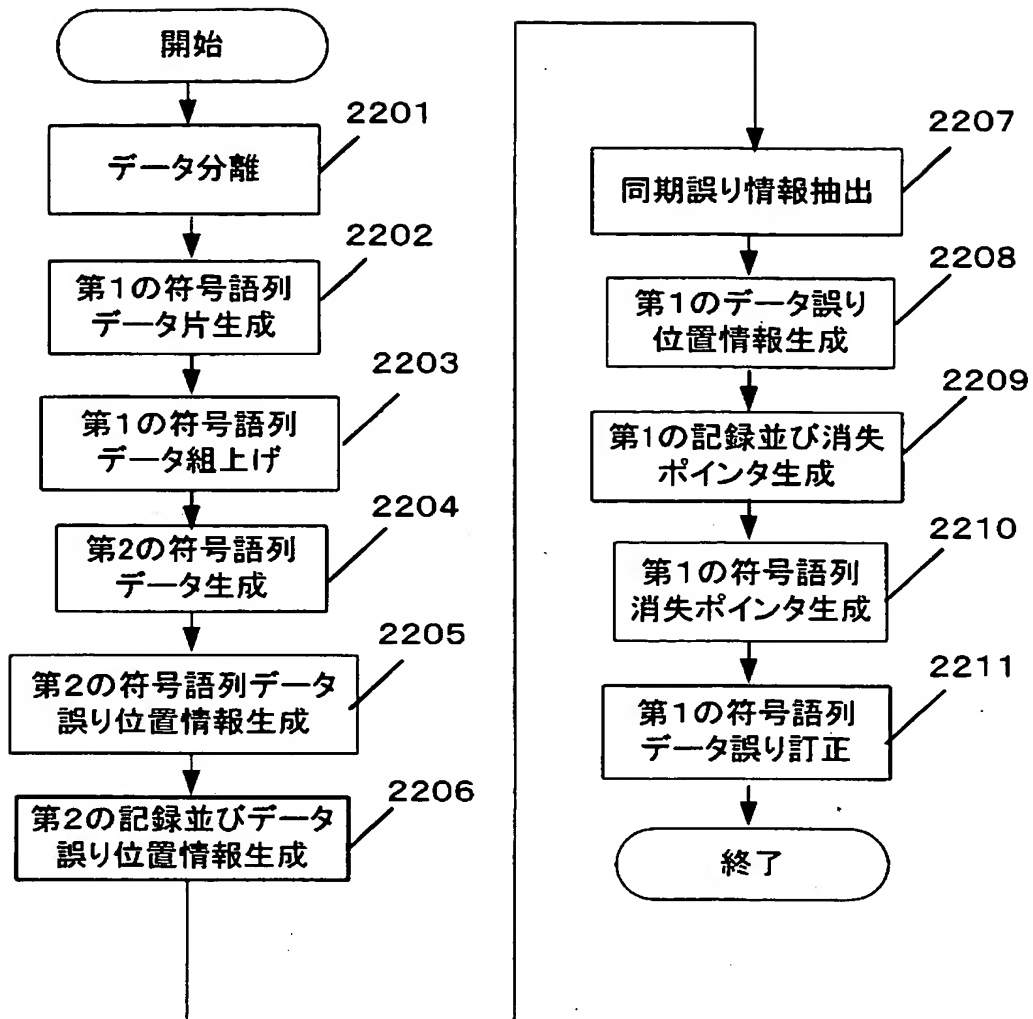 開始
2201
データ分離
2202
第1の符号語列
データ片生成
2203
第1の符号語列
データ組上げ
2204
第2の符号語列
データ生成
2205
第2の符号語列データ
誤り位置情報生成
2206
第2の記録並びデータ
誤り位置情報生成
2207
同期誤り情報抽出
2208
第1のデータ誤り
位置情報生成
2209
第1の記録並び消失
ポインタ生成
2210
第1の符号語列
消失ポインタ生成
2211
第1の符号語列
データ誤り訂正
終了